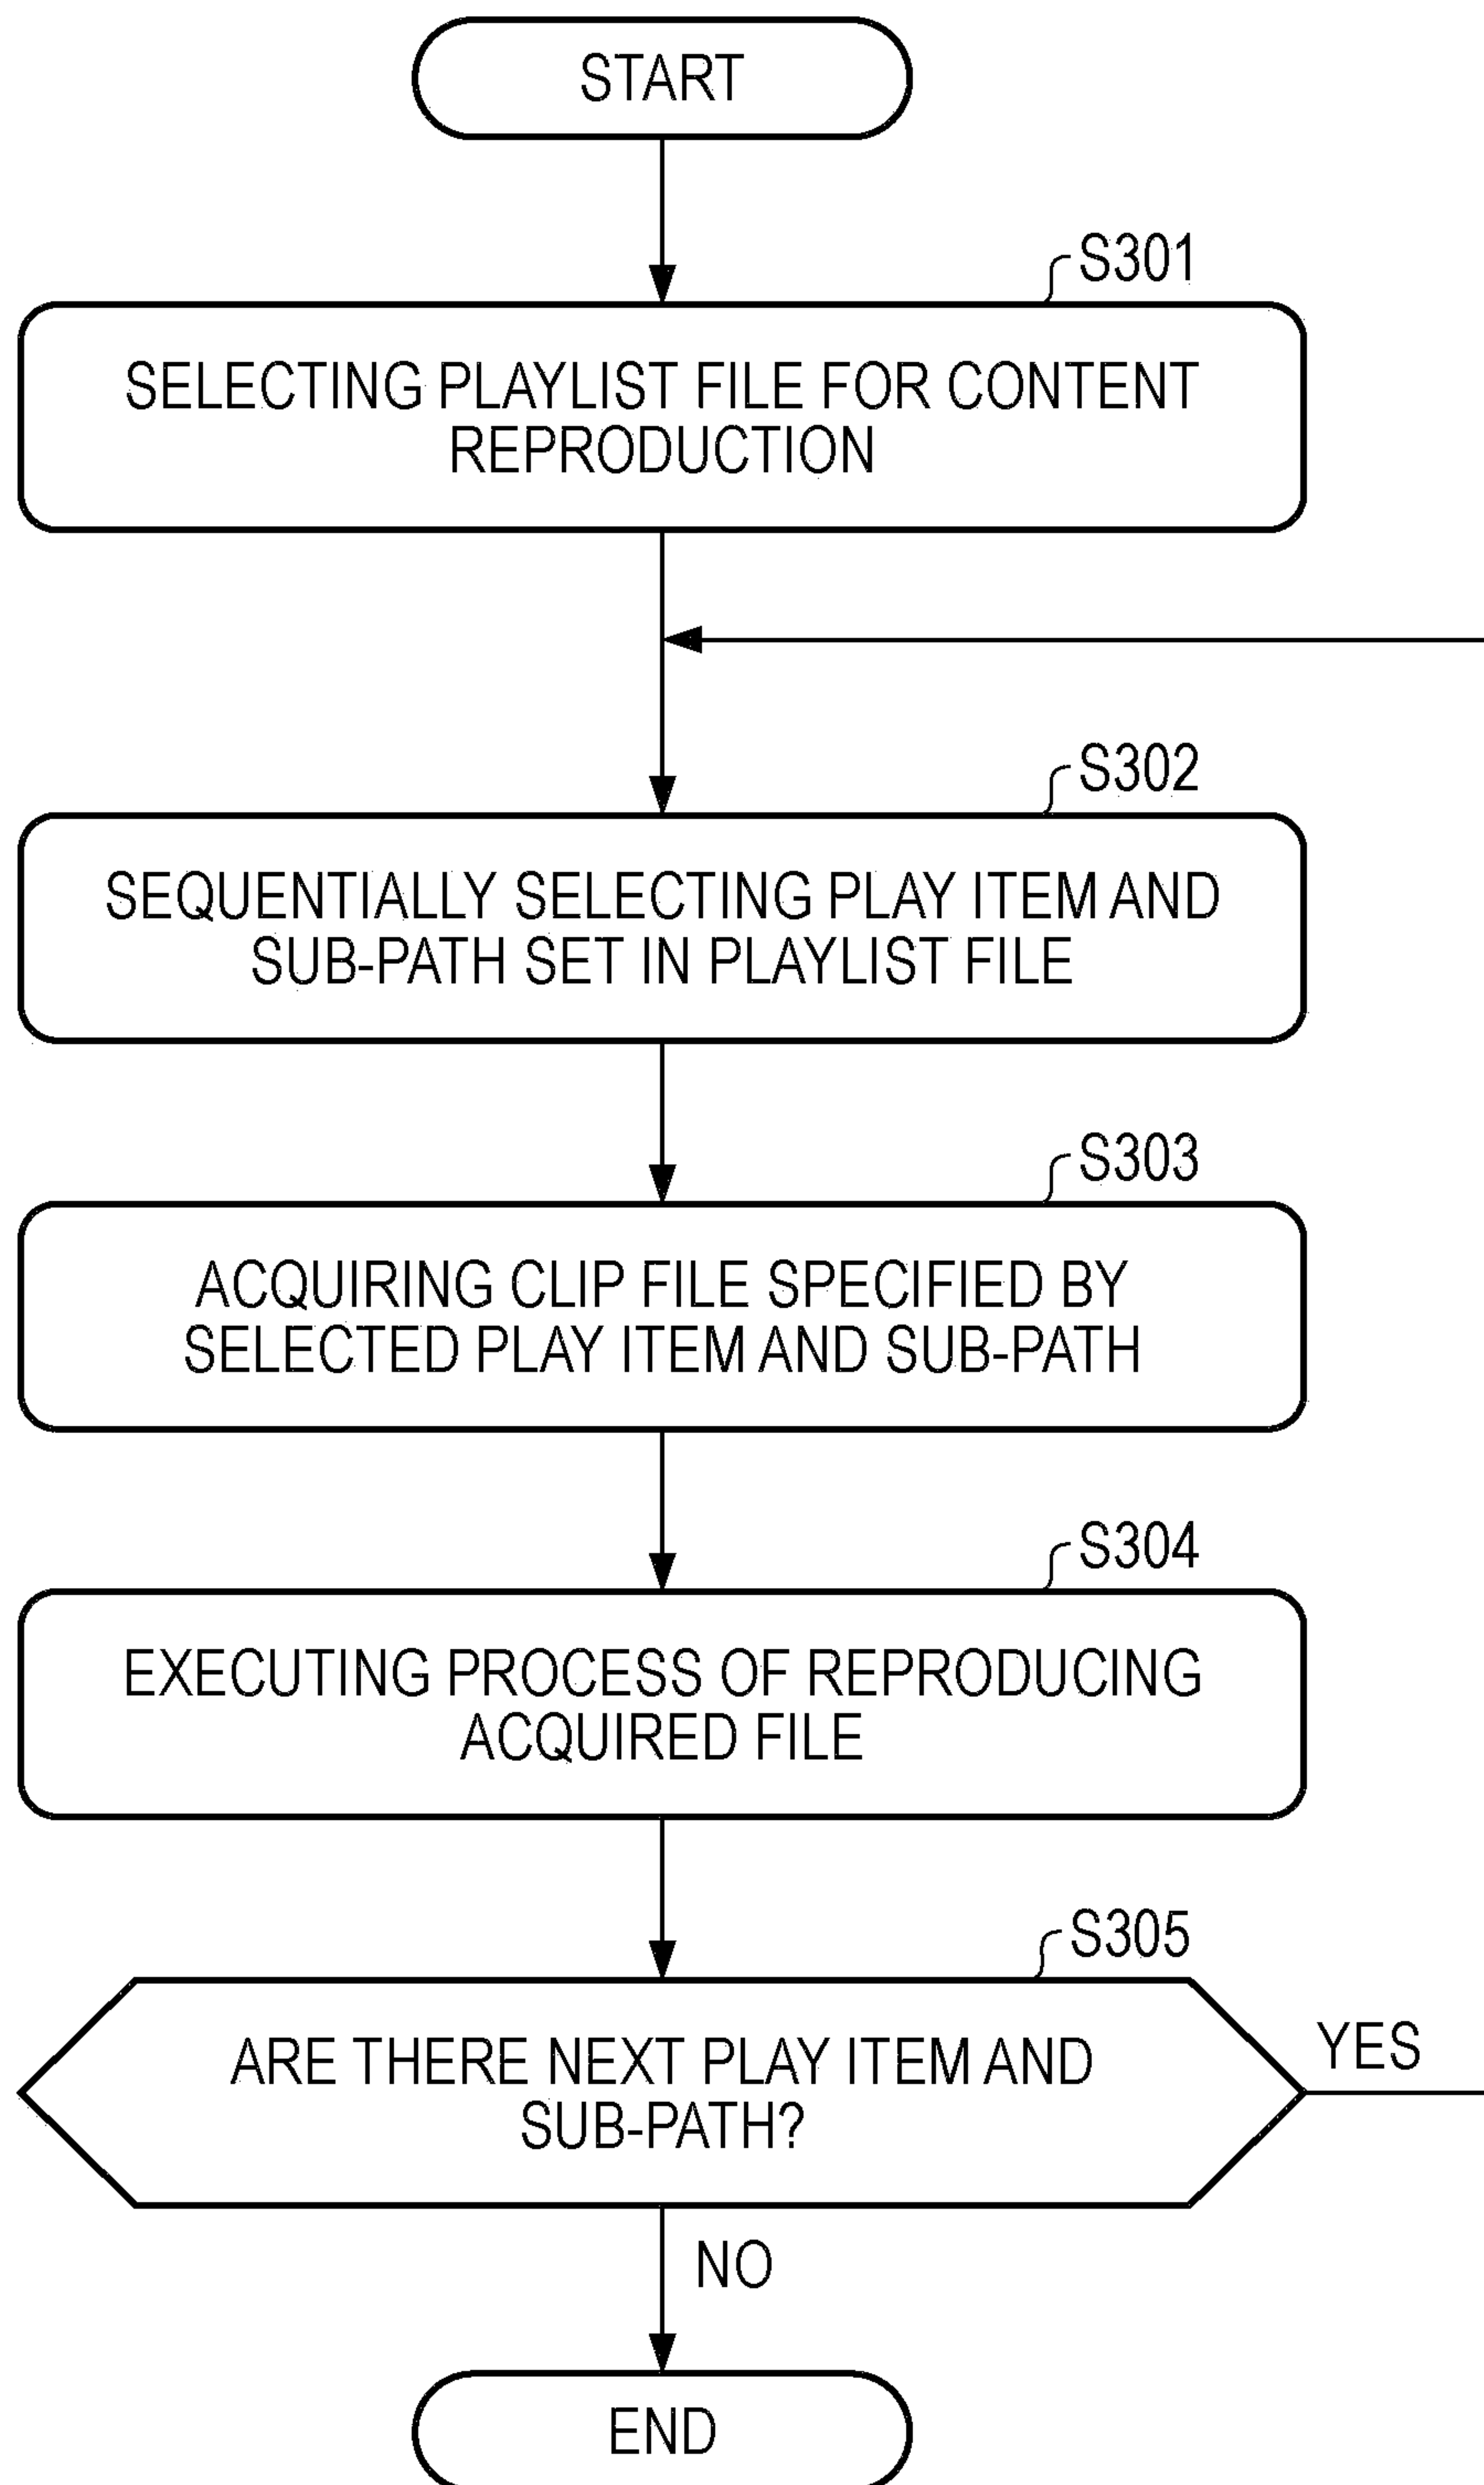 START
S301
SELECTING PLAYLIST FILE FOR CONTENT
REPRODUCTION
S302
SEQUENTIALLY SELECTING PLAY ITEM AND
SUB-PATH SET IN PLAYLIST FILE
S303
ACQUIRING CLIP FILE SPECIFIED BY
SELECTED PLAY ITEM AND SUB-PATH
S304
EXECUTING PROCESS OF REPRODUCING
ACQUIRED FILE
S305
ARE THERE NEXT PLAY ITEM AND
SUB-PATH?
YES
NO
END